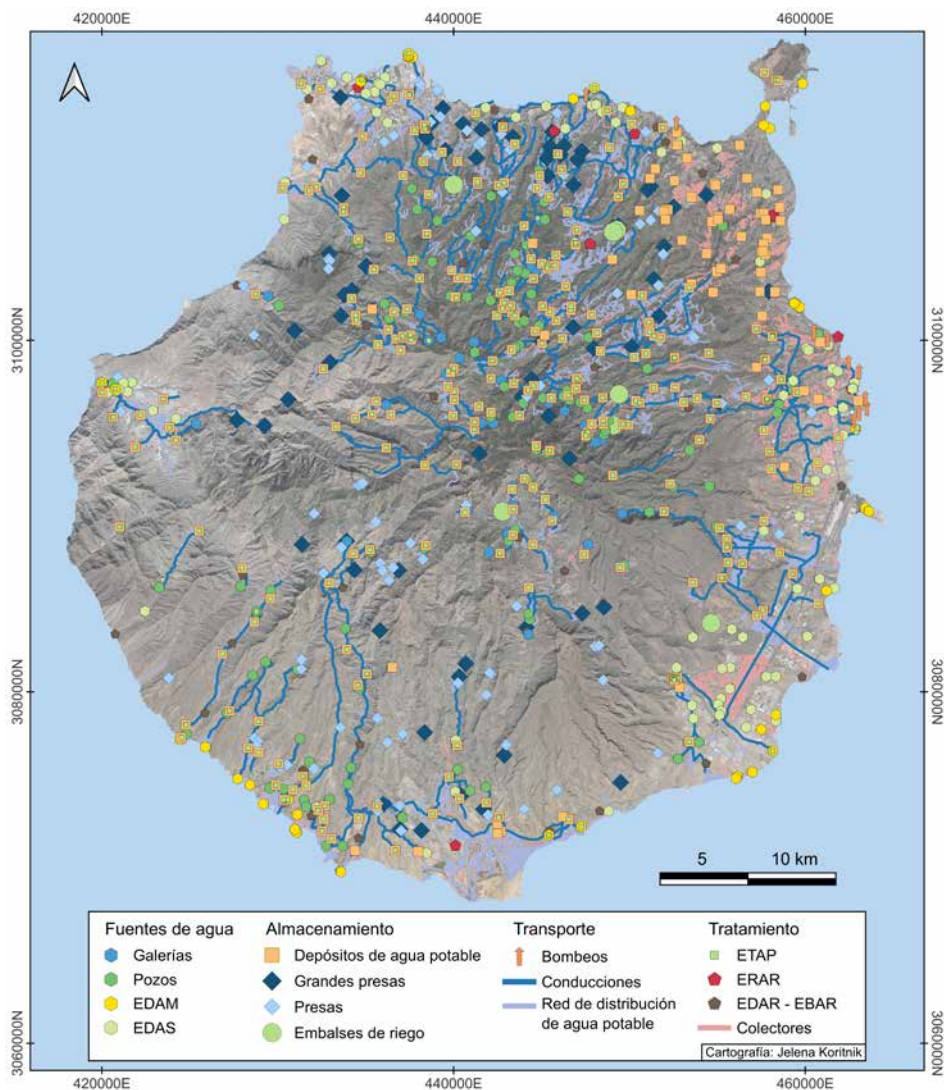 420000E 440000E 460000E
3100000N 3100000N
3080000N 3080000N
3060000N 3060000N
5 10 km
Fuentes de agua
Galerías
Pozos
EDAM
EDAS
Almacenamiento
Depósitos de agua potable
Grandes presas
Presas
Embalses de riego
Transporte
Bombeos
Conducciones
Red de distribución
de agua potable
Tratamiento
ETAP
ERAR
EDAR - EBAR
Colectores
Cartografía: Jelena Koritnik
420000E 440000E 460000E